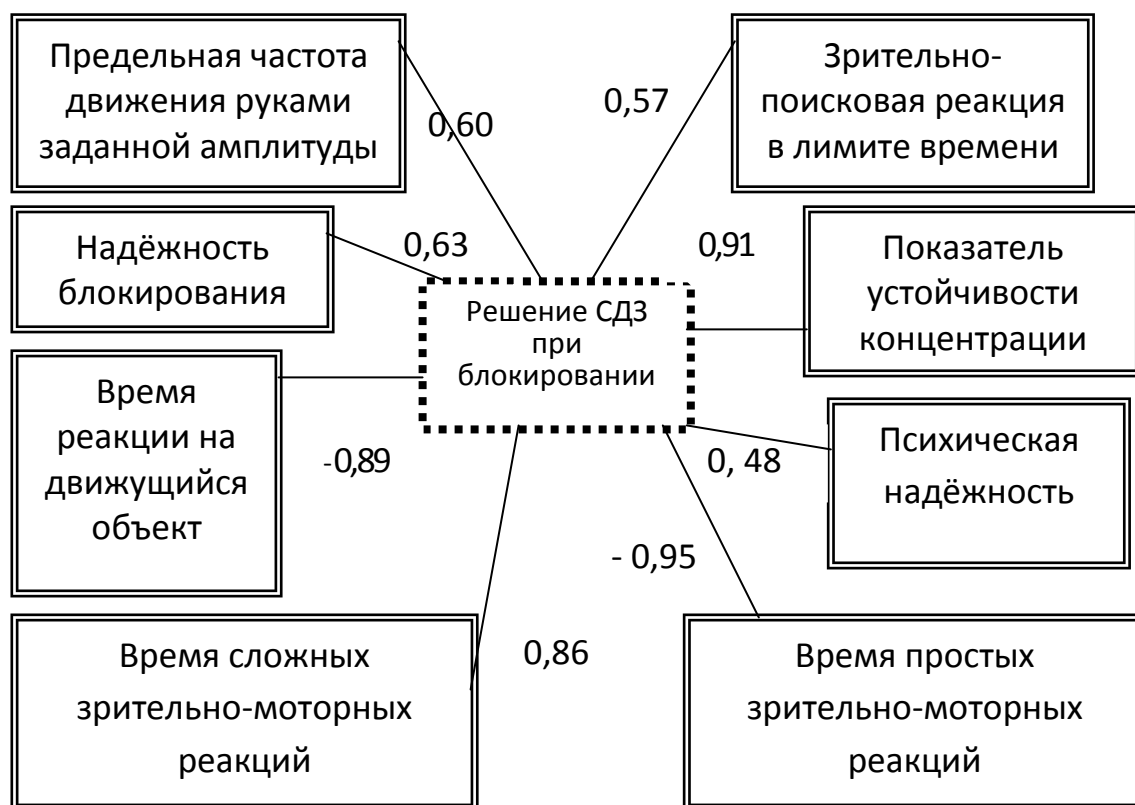 Предельная частота
движения руками
заданной амплитуды
0,60
0,57
Зрительно-
поисковая реакция
в лимите времени
Надёжность
блокирования
0,63
0,91
Показатель
устойчивости
концентрации
Решение СДЗ
при
блокировании
Время
реакции на
движущийся
объект
-0,89
0, 48
Психическая
надёжность
- 0,95
Время сложных
зрительно-моторных
реакций
0,86
Время простых
зрительно-моторных
реакций